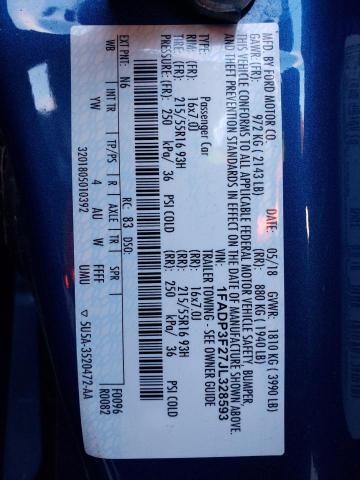 MFD. BY FORD MOTOR CO.
DATE: 05/18 GVWR: 1810 KG ( 3990 LB)
GAWR: (FR): 972 KG ( 2143 LB) (RR): 880 KG ( 1940 LB)
THIS VEHICLE CONFORMS TO ALL APPLICABLE FEDERAL MOTOR VEHICLE SAFETY, BUMPER,
AND THEFT PREVENTION STANDARDS IN EFFECT ON THE DATE OF MANUFACTURE SHOWN ABOVE.
VIN: 1FADP3F27JL328593
TYPE: Passenger Car TRAILER TOWING - SEE OWNER GUIDE
RIM: (FR): 16x7.0J (RR): 16x7.0J
TIRE: (FR): 215/55R16 93H (RR): 215/55R16 93H
PRESSURE (FR): 250 kPa/ 36 PSI COLD (RR): 250 kPa/ 36 PSI COLD
EXT PNT: N6 RC: 83 DSO:
F0096
R0082
WB INT TR TP/PS R AXLE TR SPR
YW 4 AU W UMMU
3201805010392 5U5A-3520472-AA